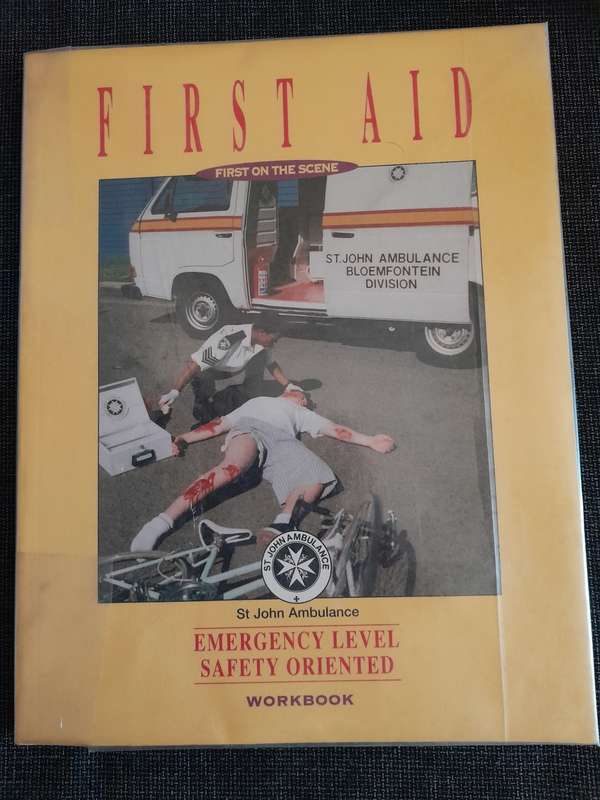 FIRST AID
FIRST ON THE SCENE
ST. JOHN AMBULANCE
BLOEMFONTEIN
DIVISION
ST JOHN AMBULANCE
St John Ambulance
EMERGENCY LEVEL
SAFETY ORIENTED
WORKBOOK